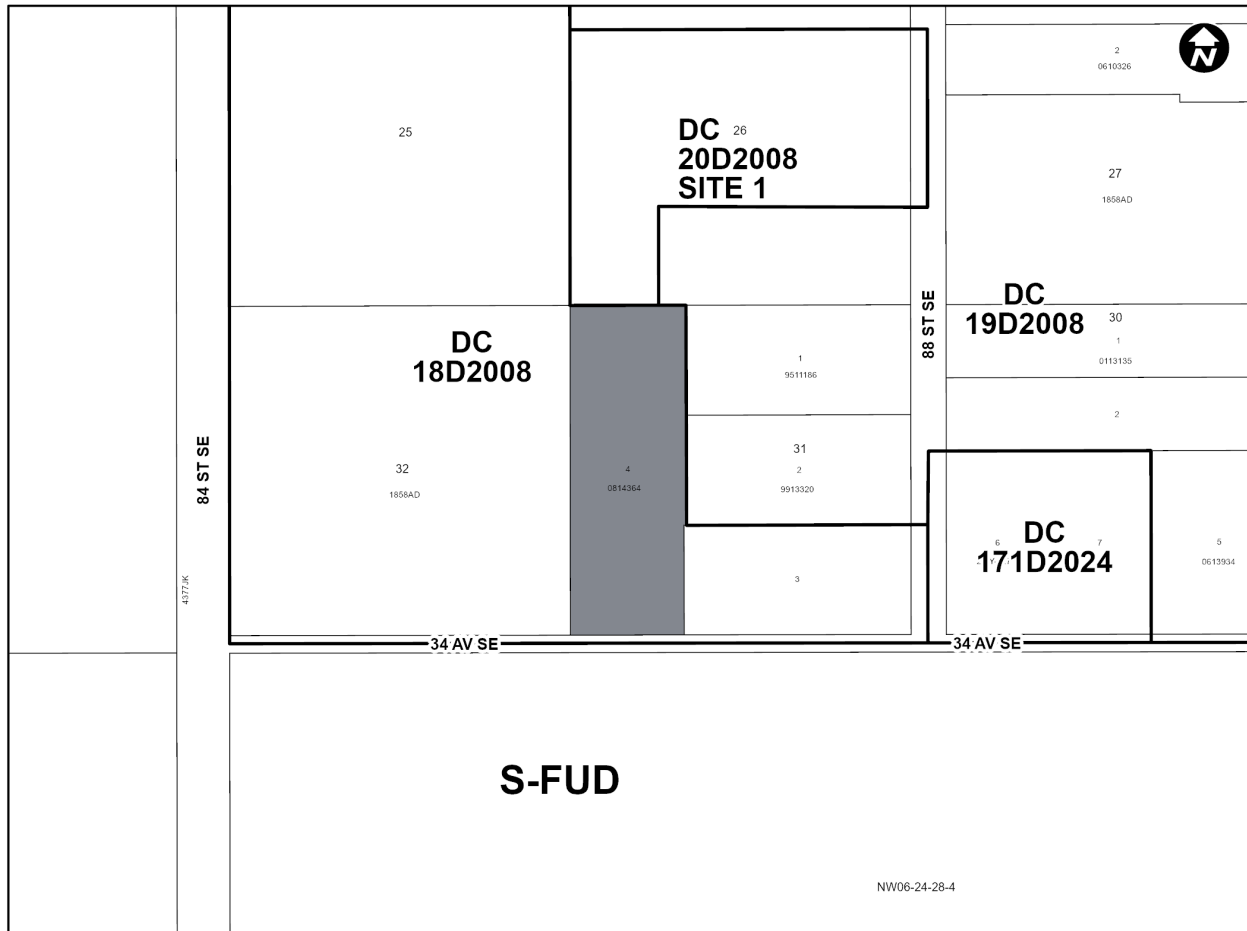 N
2
0610326
25
DC 26
20D2008
SITE 1
27
1858AD
88 ST SE
DC
19D2008
30
1
0113135
DC
18D2008
1
9511186
2
84 ST SE
32
1858AD
4
0814364
31
2
9913320
DC
171D2024
6
7
5
0613934
4377JK
3
34 AV SE
34 AV SE
S-FUD
NW06-24-28-4